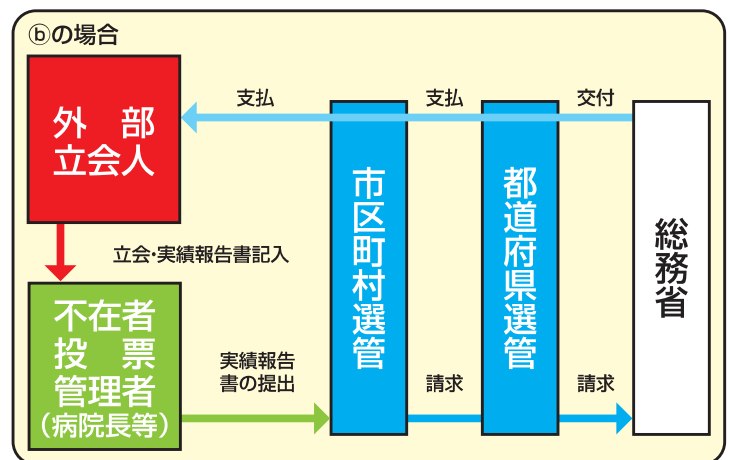 ⓑの場合
外部
立会人
支払
支払
交付
市区町村選管
都道府県選管
総務省
立会・実績報告書記入
不在者
投票
管理者
（病院長等）
実績報告
書の提出
請求
請求